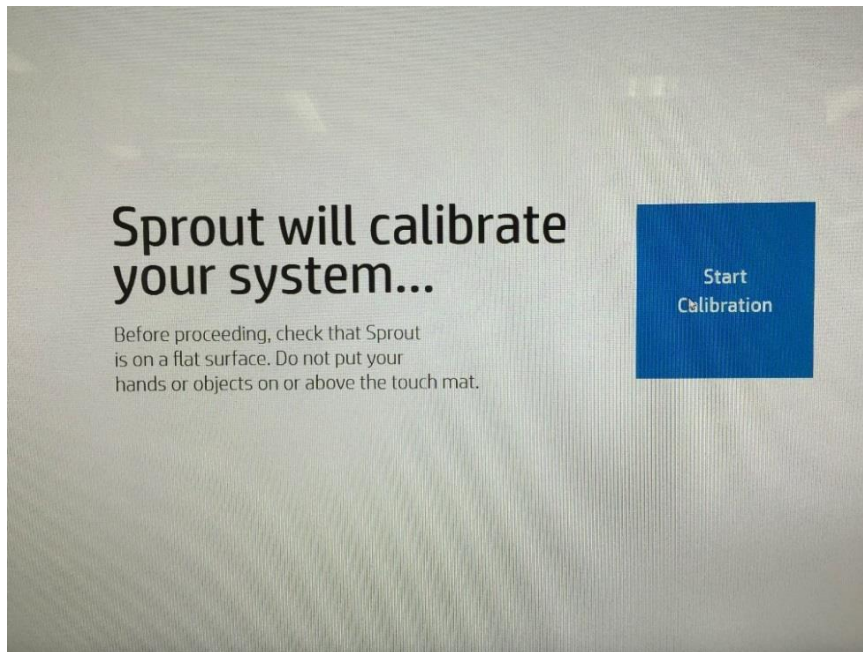 Sprout will calibrate
your system...
Before proceeding, check that Sprout
is on a flat surface. Do not put your
hands or objects on or above the touch mat.
Start
Calibration